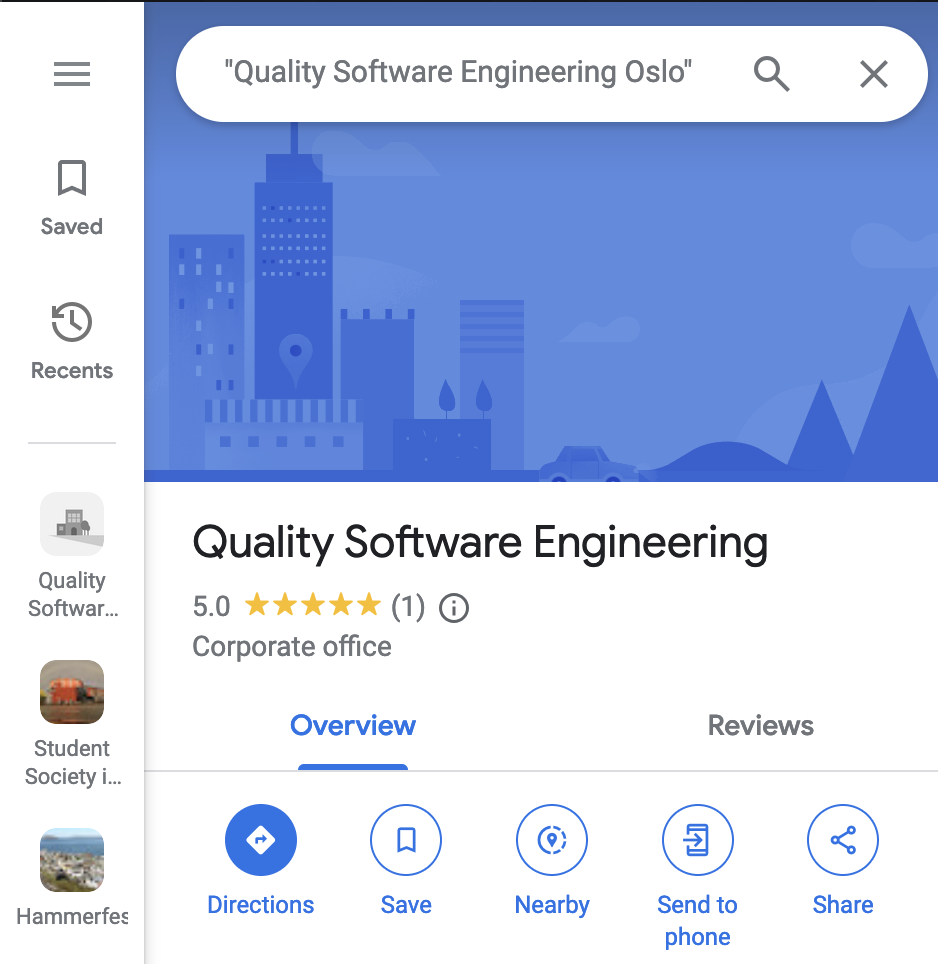 "Quality Software Engineering Oslo"
Saved
Recents
Quality
Softwar...
Student
Society i...
Hammerfes
Quality Software Engineering
5.0 (1)
Corporate office
Overview Reviews
Directions Save Nearby Send to Share
phone